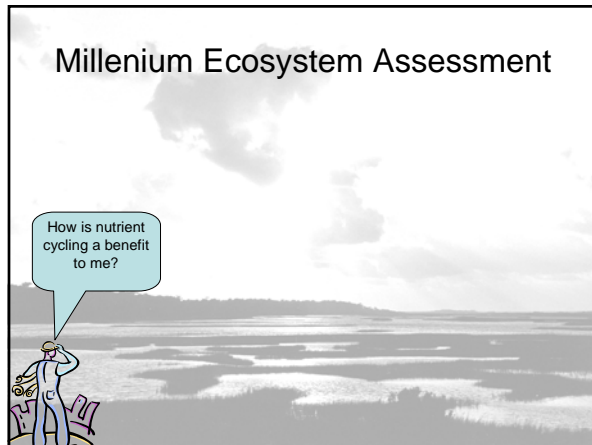 Millenium Ecosystem Assessment
How is nutrient
cycling a benefit
to me?